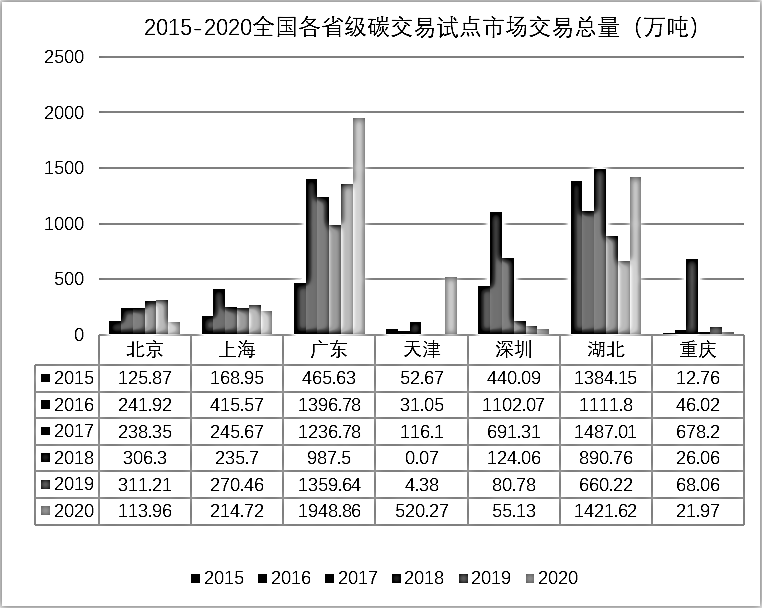 2015-2020全国各省级碳交易试点市场交易总量（万吨）
2500
2000
1500
1000
500
0
北京 上海 广东 天津 深圳 湖北 重庆
2015 125.87 168.95 465.63 52.67 440.09 1384.15 12.76
2016 241.92 415.57 1396.78 31.05 1102.07 1111.8 46.02
2017 238.35 245.67 1236.78 116.1 691.31 1487.01 678.2
2018 306.3 235.7 987.5 0.07 124.06 890.76 26.06
2019 311.21 270.46 1359.64 4.38 80.78 660.22 68.06
2020 113.96 214.72 1948.86 520.27 55.13 1421.62 21.97
2015 2016 2017 2018 2019 2020